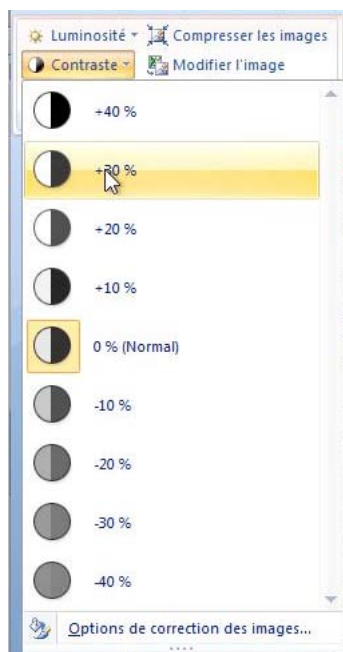 Luminosité Compresser les images
Contraste Modifier l'image
+40 %
+30 %
+20 %
+10 %
0 % (Normal)
-10 %
-20 %
-30 %
-40 %
Options de correction des images...